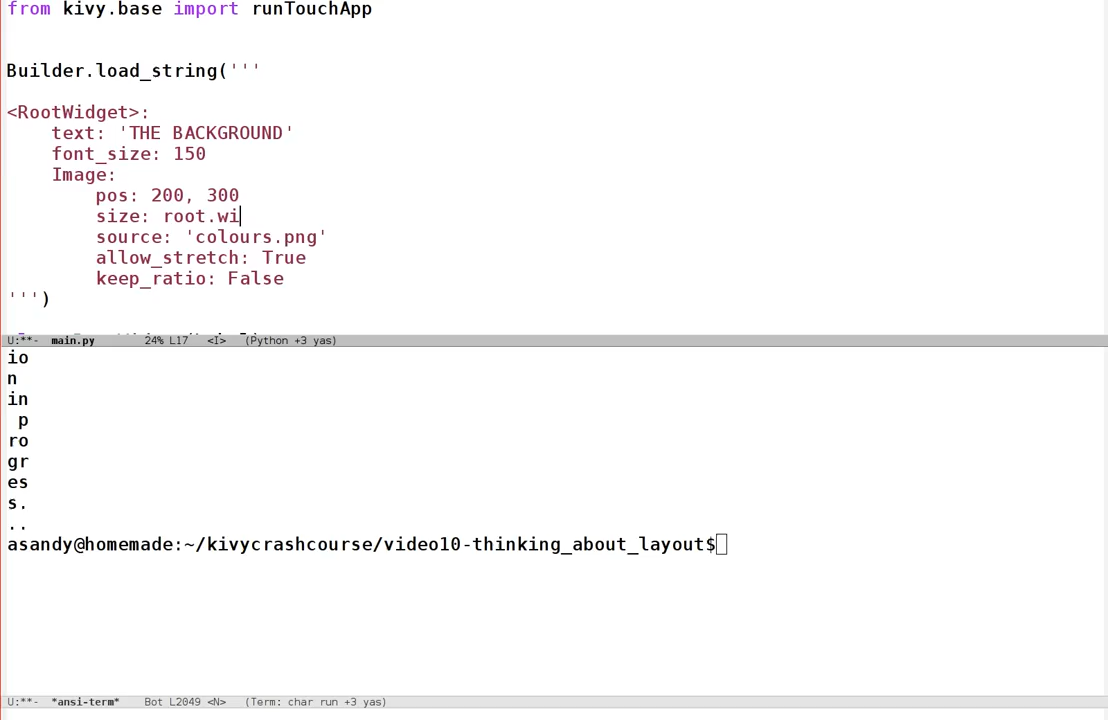 from kivy.base import runTouchApp
Builder.load_string('''
<RootWidget>:
text: 'THE BACKGROUND'
font_size: 150
Image:
pos: 200, 300
size: root.wi
source: 'colours.png'
allow_stretch: True
keep_ratio: False
''')
U:**- main.py 24% L17 <I> (Python +3 yas)
io
n
in
p
ro
gr
es
s.
..
asandy@homemade:~/kivycrashcourse/video10-thinking_about_layout$
U:**- *ansi-term* Bot L2049 <N> (Term: char run +3 yas)